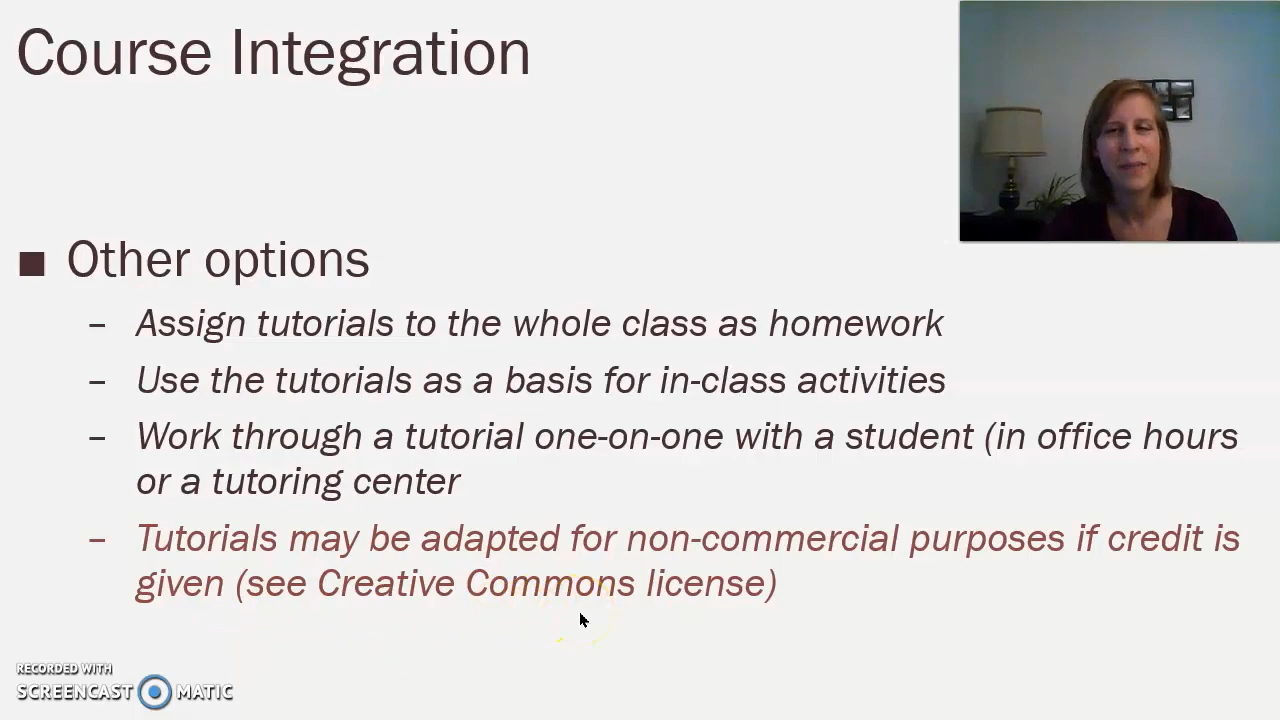 Course Integration
■ Other options
– Assign tutorials to the whole class as homework
– Use the tutorials as a basis for in-class activities
– Work through a tutorial one-on-one with a student (in office hours
or a tutoring center
– Tutorials may be adapted for non-commercial purposes if credit is
given (see Creative Commons license)
RECORDED WITH
SCREENCAST MATIC